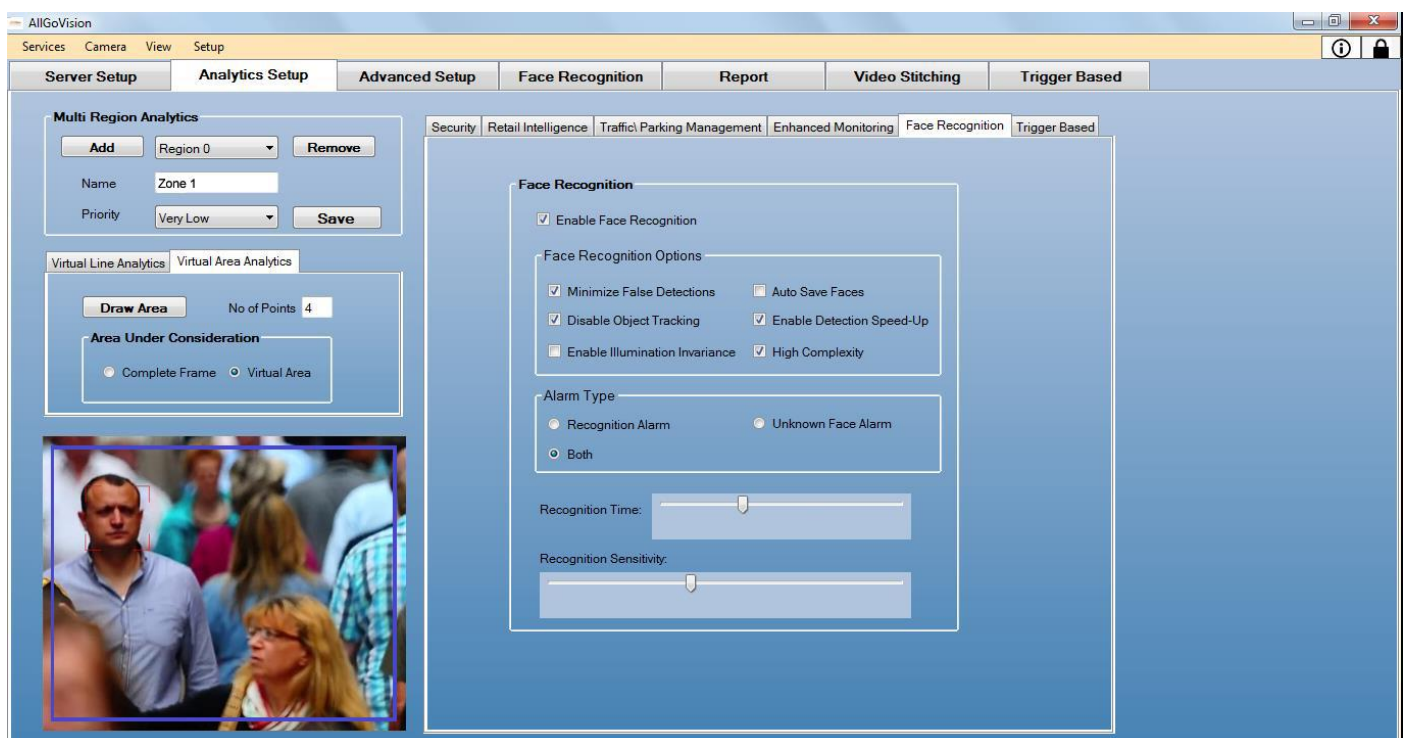 AllGoVision
Services Camera View Setup
Server Setup Analytics Setup Advanced Setup Face Recognition Report Video Stitching Trigger Based
Multi Region Analytics
Add Region 0 Remove
Name Zone 1
Priority Very Low Save
Virtual Line Analytics Virtual Area Analytics
Draw Area No of Points 4
Area Under Consideration
Complete Frame Virtual Area
Security Retail Intelligence Traffic\ Parking Management Enhanced Monitoring Face Recognition Trigger Based
Face Recognition
Enable Face Recognition
Face Recognition Options
Minimize False Detections Auto Save Faces
Disable Object Tracking Enable Detection Speed-Up
Enable Illumination Invariance High Complexity
Alarm Type
Recognition Alarm Unknown Face Alarm
Both
Recognition Time:
Recognition Sensitivity: